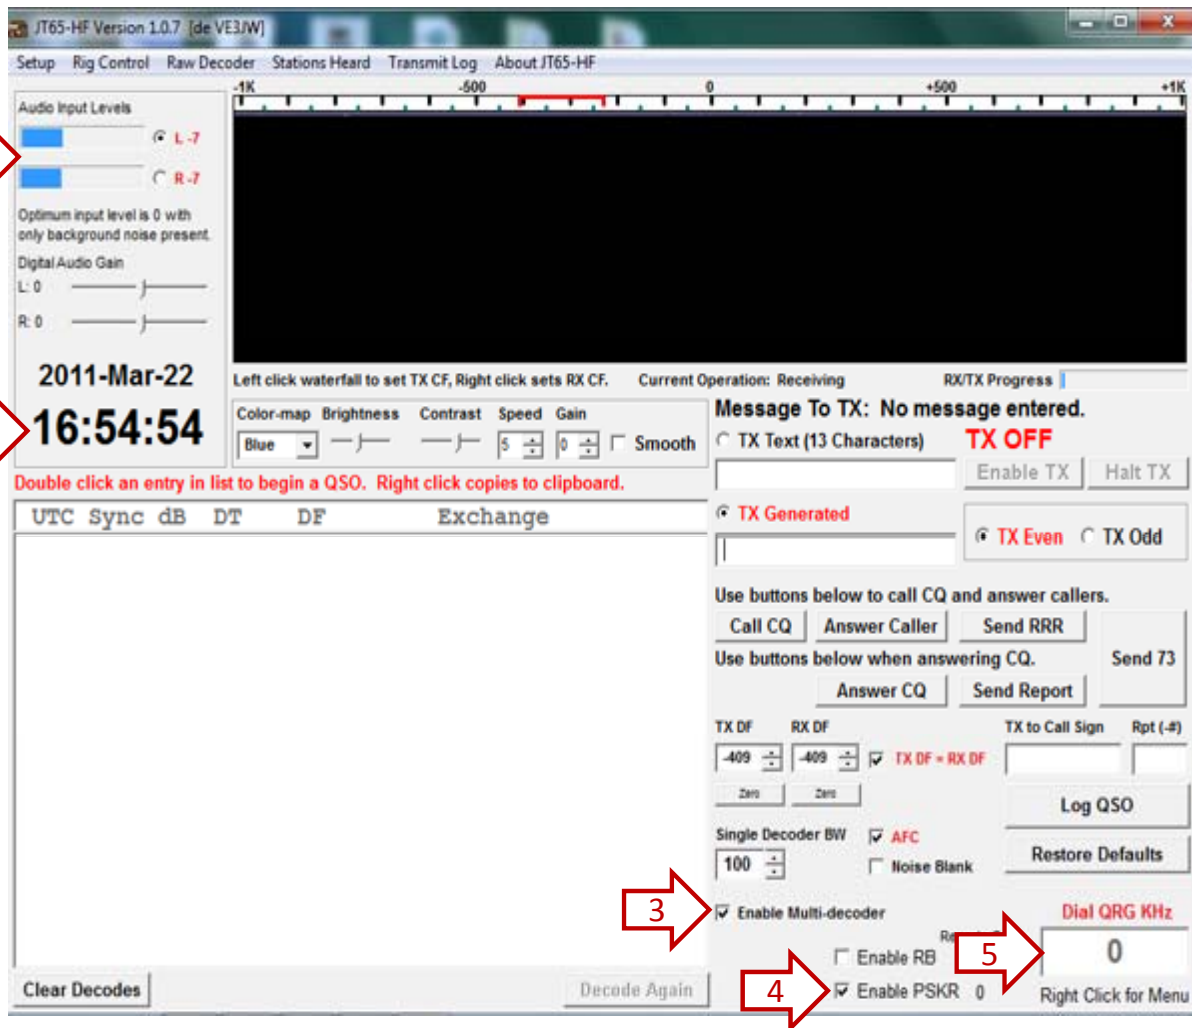 JT65-HF Version 1.0.7 [de VE3JW]
Setup Rig Control Raw Decoder Stations Heard Transmit Log About JT65-HF
-1K -500 0 +500 +1K
Audio Input Levels
L -7
R -7
Optimum input level is 0 with
only background noise present.
Digital Audio Gain
L: 0
R: 0
2011-Mar-22
16:54:54
Left click waterfall to set TX CF, Right click sets RX CF. Current Operation: Receiving RX/TX Progress
Color-map Brightness Contrast Speed Gain
Blue 5 0 Smooth
Double click an entry in list to begin a QSO. Right click copies to clipboard.
UTC Sync dB DT DF Exchange
Clear Decodes Decode Again
Message To TX: No message entered.
TX Text (13 Characters) TX OFF
Enable TX Halt TX
TX Generated
TX Even TX Odd
Use buttons below to call CQ and answer callers.
Call CQ Answer Caller Send RRR
Use buttons below when answering CQ. Send 73
Answer CQ Send Report
TX DF RX DF TX to Call Sign Rpt (-#)
-409 -409 TX DF = RX DF
Zero Zero
Log QSO
Single Decoder BW AFC
100 Noise Blank Restore Defaults
3 Enable Multi-decoder Dial QRG KHz
Enable RB 5 0
4 Enable PSKR 0 Right Click for Menu